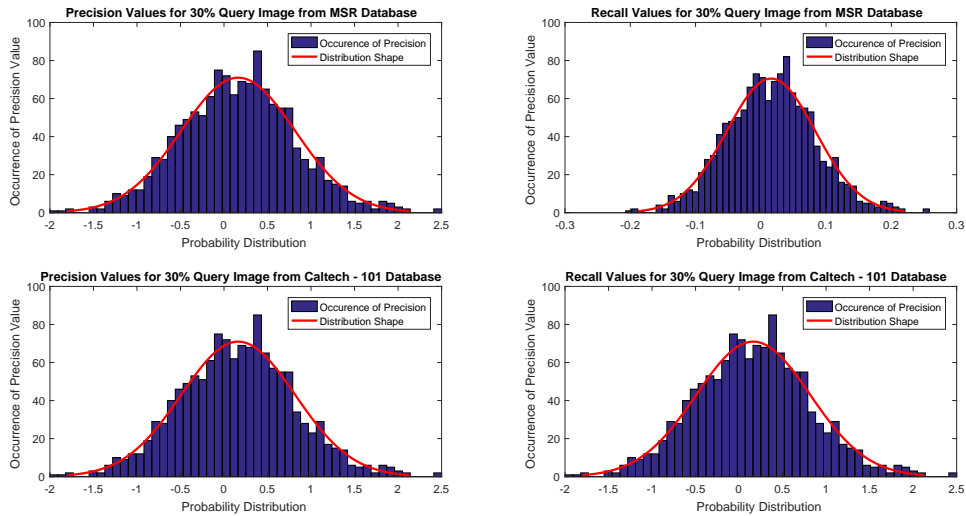 Precision Values for 30% Query Image from MSR Database
Occurrence of Precision Value
100
80
60
40
20
0
Occurence of Precision
Distribution Shape
-2 -1.5 -1 -0.5 0 0.5 1 1.5 2 2.5
Probability Distribution
Recall Values for 30% Query Image from MSR Database
Occurrence of Precision Value
100
80
60
40
20
0
Occurence of Precision
Distribution Shape
-0.3 -0.2 -0.1 0 0.1 0.2 0.3
Probability Distribution
Precision Values for 30% Query Image from Caltech - 101 Database
Occurrence of Precision Value
100
80
60
40
20
0
Occurence of Precision
Distribution Shape
-2 -1.5 -1 -0.5 0 0.5 1 1.5 2 2.5
Probability Distribution
Recall Values for 30% Query Image from Caltech - 101 Database
Occurrence of Precision Value
100
80
60
40
20
0
Occurence of Precision
Distribution Shape
-2 -1.5 -1 -0.5 0 0.5 1 1.5 2 2.5
Probability Distribution